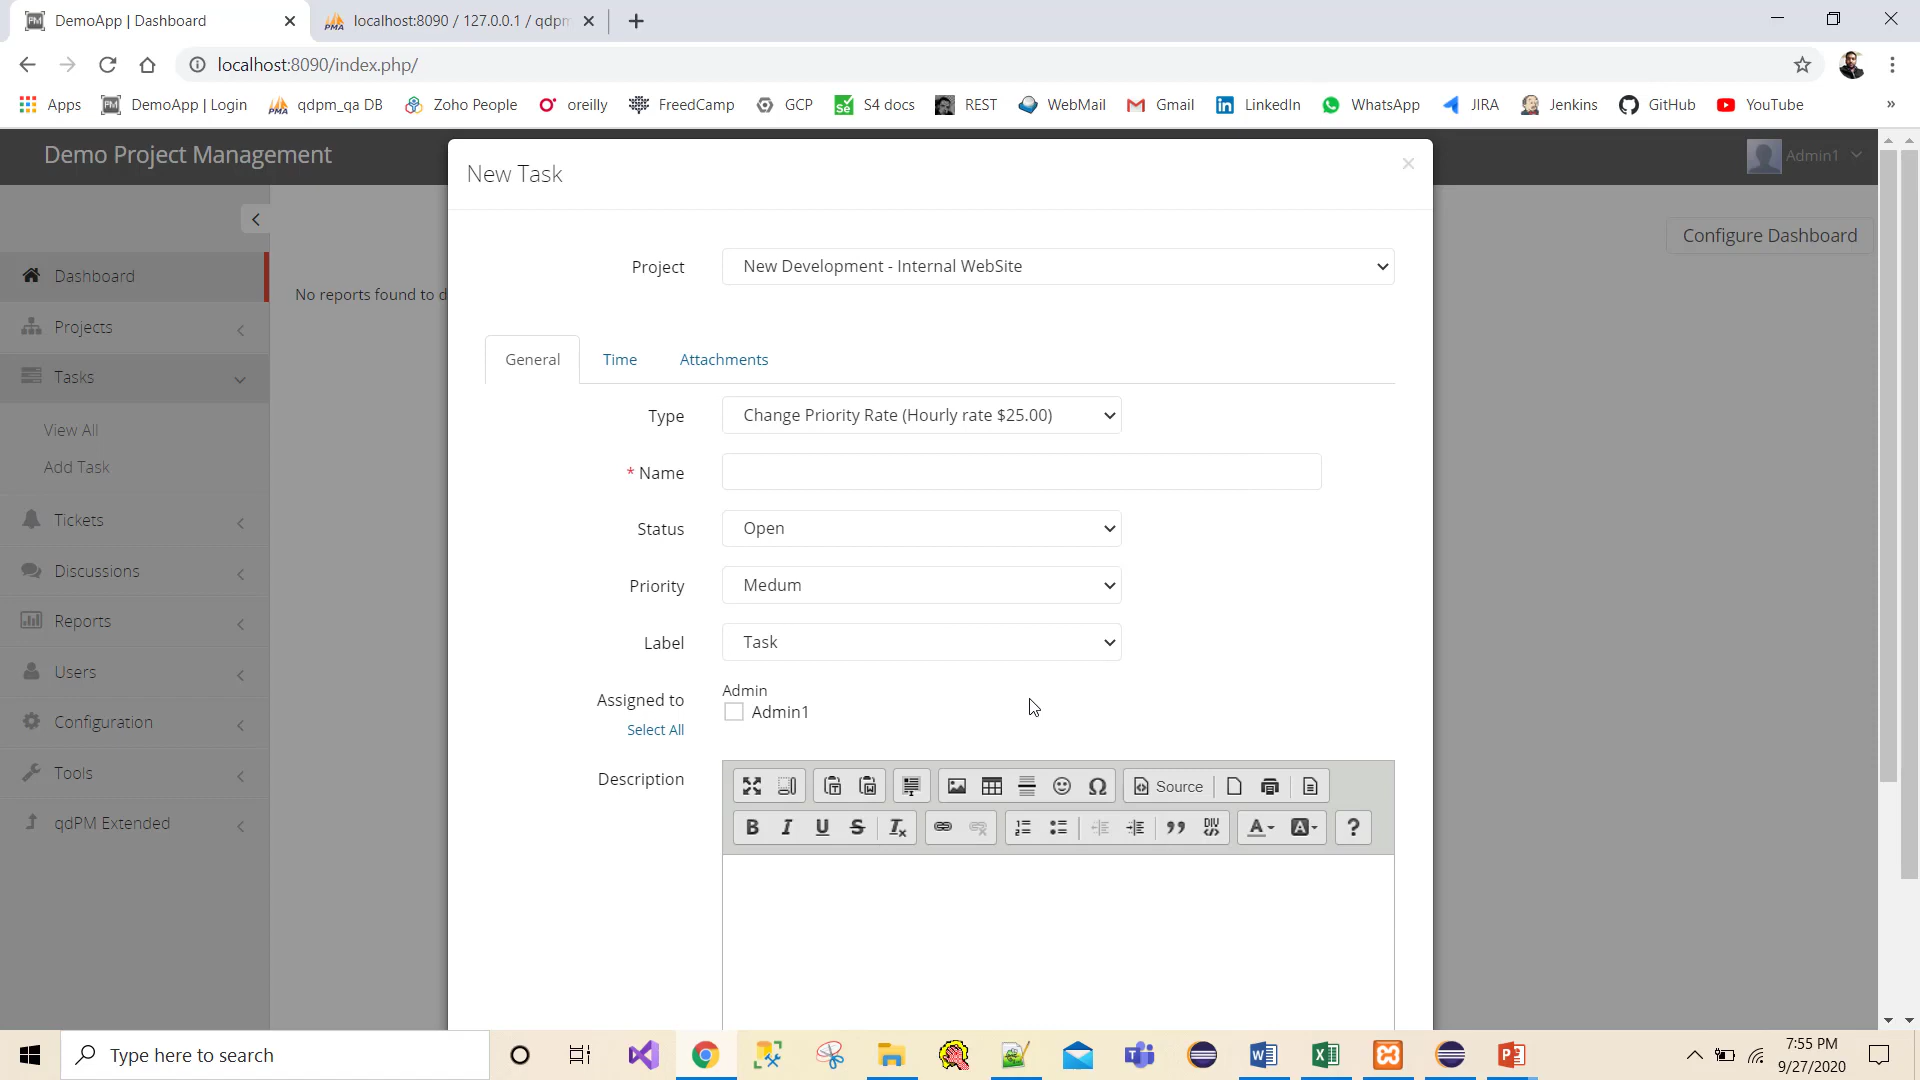 DemoApp | Dashboard
localhost:8090 / 127.0.0.1 / qdpm
localhost:8090/index.php/
Apps
DemoApp | Login
qdpm_qa DB
Zoho People
oreilly
FreedCamp
GCP
S4 docs
REST
WebMail
Gmail
LinkedIn
WhatsApp
JIRA
Jenkins
GitHub
YouTube
»
Demo Project Management
Admin1
New Task
Configure Dashboard
Dashboard
Projects
Tasks
View All
Add Task
Tickets
Discussions
Reports
Users
Configuration
Tools
qdPM Extended
No reports found to d
Project
New Development - Internal WebSite
General
Time
Attachments
Type
Change Priority Rate (Hourly rate $25.00)
* Name
Status
Open
Priority
Medum
Label
Task
Assigned to
Select All
Admin
Admin1
Description
Source
Type here to search
7:55 PM
9/27/2020